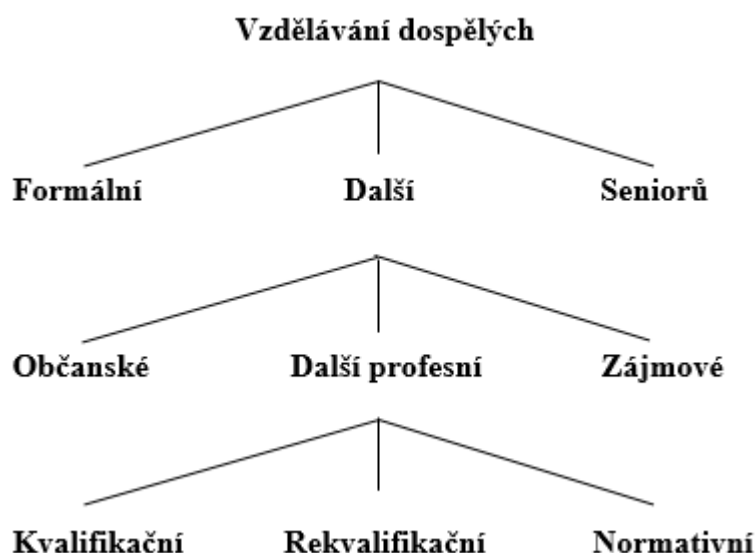 Vzdělávání dospělých
Formální Další Seniorů
Občanské Další profesní Zájmové
Kvalifikační Rekvalifikační Normativní